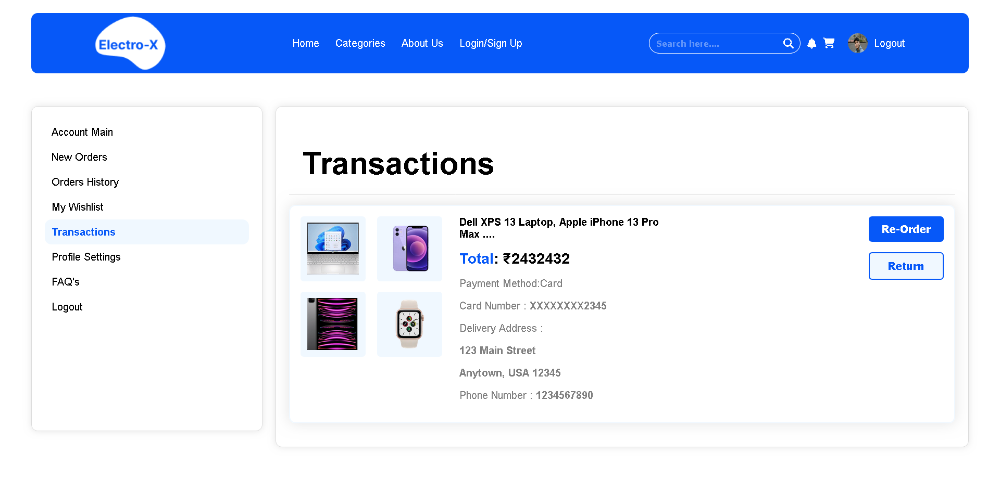 Electro-X
Home Categories About Us Login/Sign Up
Search here....
Logout
Account Main
New Orders
Orders History
My Wishlist
Transactions
Profile Settings
FAQ's
Logout
Transactions
Dell XPS 13 Laptop, Apple iPhone 13 Pro
Max ....
Total: ₹2432432
Payment Method:Card
Card Number : XXXXXXXX2345
Delivery Address :
123 Main Street
Anytown, USA 12345
Phone Number : 1234567890
Re-Order
Return